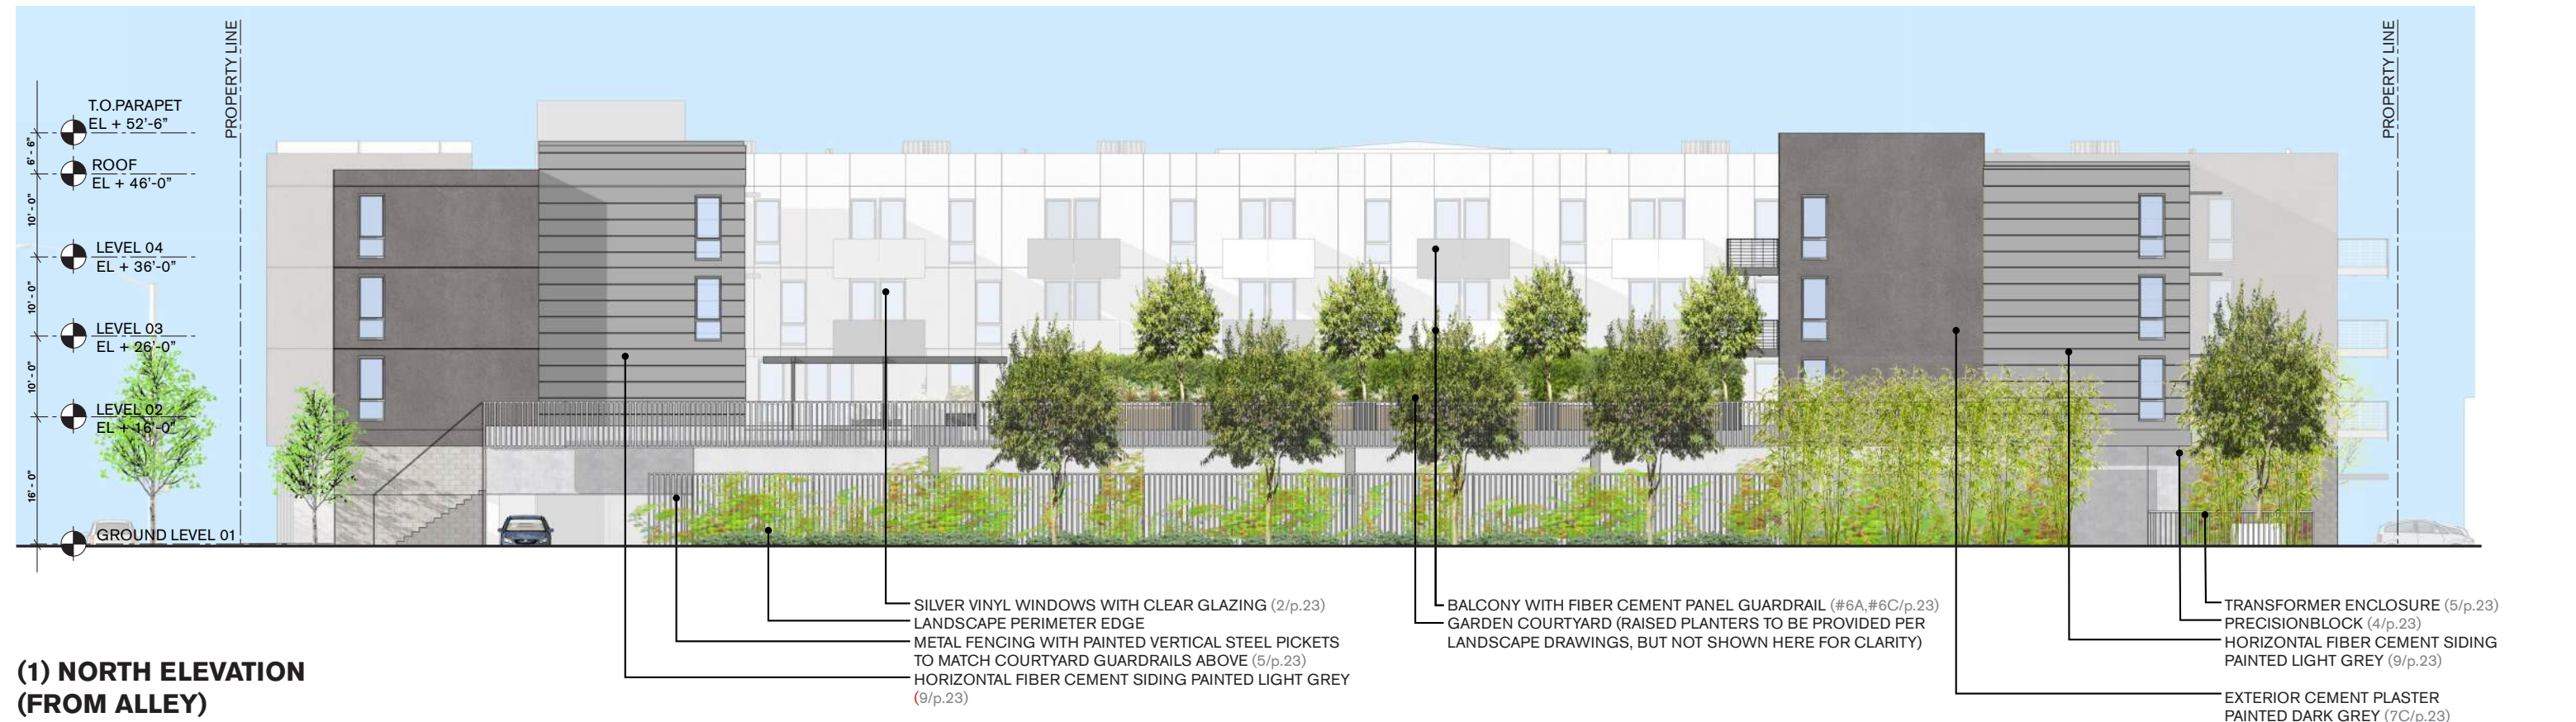 PROPERTY LINE
PROPERTY LINE
T.O.PARAPET
EL + 52'-6"
6' - 6"
ROOF
EL + 46'-0"
10' - 0"
LEVEL 04
EL + 36'-0"
10' - 0"
LEVEL 03
EL + 26'-0"
10' - 0"
LEVEL 02
EL + 16'-0"
16' - 0"
GROUND LEVEL 01
SILVER VINYL WINDOWS WITH CLEAR GLAZING (2/p.23)
LANDSCAPE PERIMETER EDGE
METAL FENCING WITH PAINTED VERTICAL STEEL PICKETS
TO MATCH COURTYARD GUARDRAILS ABOVE (5/p.23)
HORIZONTAL FIBER CEMENT SIDING PAINTED LIGHT GREY
(9/p.23)
BALCONY WITH FIBER CEMENT PANEL GUARDRAIL (#6A,#6C/p.23)
GARDEN COURTYARD (RAISED PLANTERS TO BE PROVIDED PER
LANDSCAPE DRAWINGS, BUT NOT SHOWN HERE FOR CLARITY)
TRANSFORMER ENCLOSURE (5/p.23)
PRECISIONBLOCK (4/p.23)
HORIZONTAL FIBER CEMENT SIDING
PAINTED LIGHT GREY (9/p.23)
EXTERIOR CEMENT PLASTER
PAINTED DARK GREY (7C/p.23)
(1) NORTH ELEVATION
(FROM ALLEY)